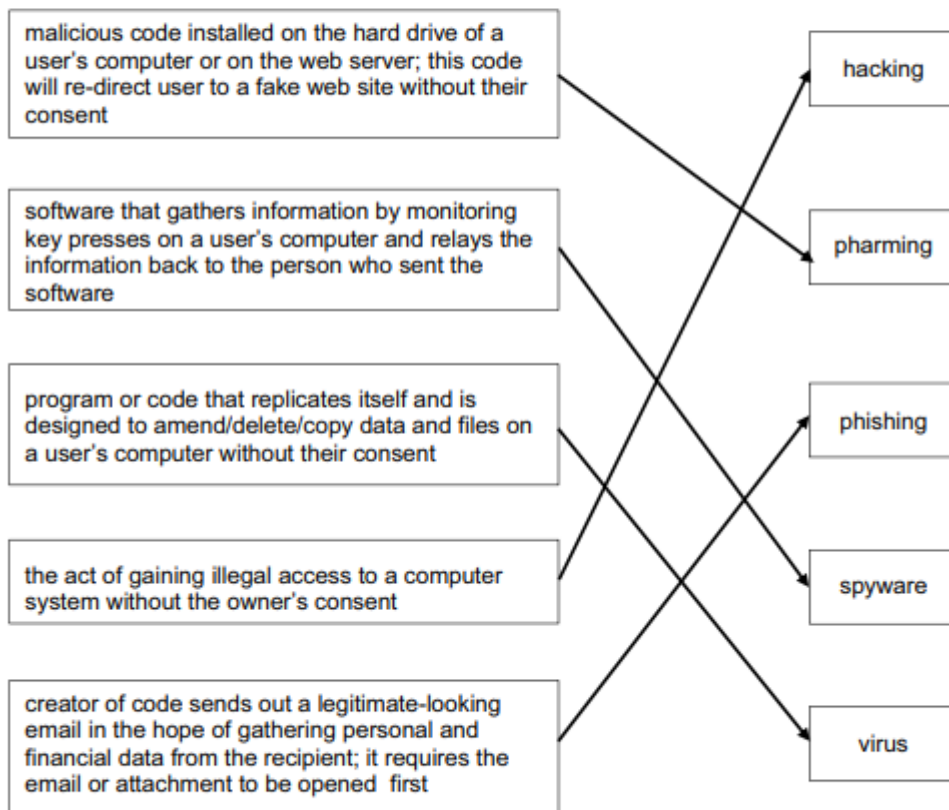 malicious code installed on the hard drive of a
user's computer or on the web server; this code
will re-direct user to a fake web site without their
consent
hacking
software that gathers information by monitoring
key presses on a user's computer and relays the
information back to the person who sent the
software
pharming
program or code that replicates itself and is
designed to amend/delete/copy data and files on
a user's computer without their consent
phishing
the act of gaining illegal access to a computer
system without the owner's consent
spyware
creator of code sends out a legitimate-looking
email in the hope of gathering personal and
financial data from the recipient; it requires the
email or attachment to be opened first
virus